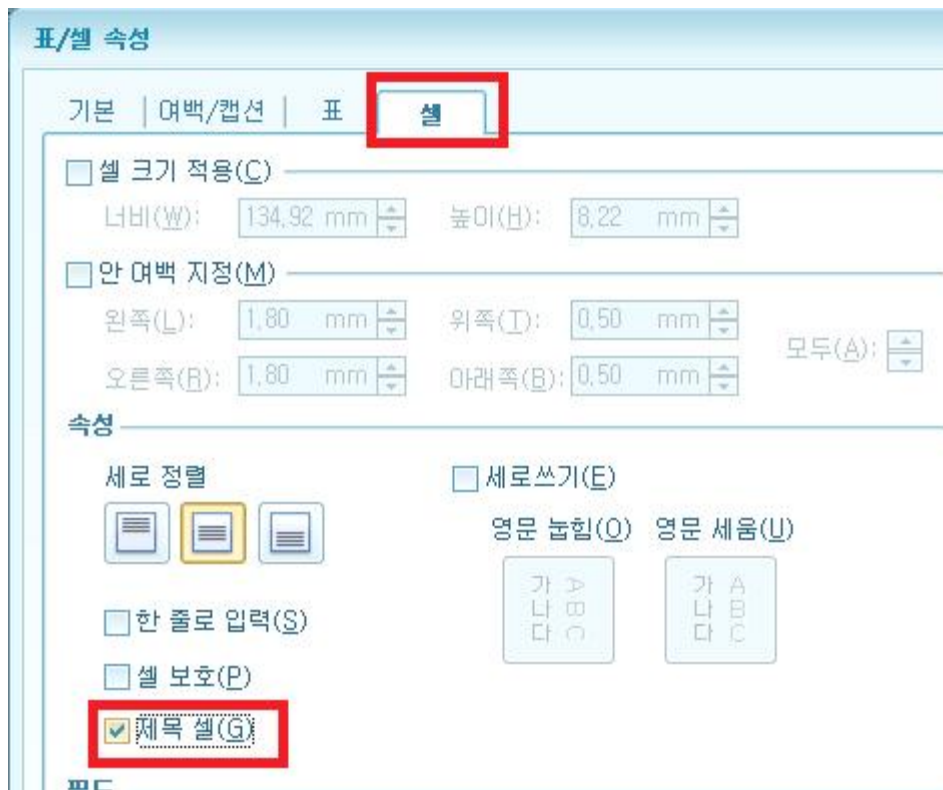 표/셀 속성
기본 여백/캡션 표 셀
셀 크기 적용(C)
너비(W): 134,92 mm 높이(H): 8,22 mm
안 여백 지정(M)
왼쪽(L): 1,80 mm 위쪽(T): 0,50 mm
모두(A):
오른쪽(R): 1,80 mm 아래쪽(B): 0,50 mm
속성
세로 정렬 세로쓰기(E)
영문 눕힘(O) 영문 세움(U)
가나다 ABC 가나다 ABC
한 줄로 입력(S)
셀 보호(P)
제목 셀(G)